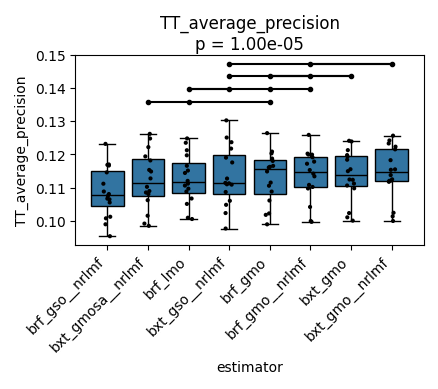 TT_average_precision
p = 1.00e-05
TT_average_precision
0.15
0.14
0.13
0.12
0.11
0.10
brf_gso__nrlmf
bxt_gmosa__nrlmf
brf_lmo
bxt_gso__nrlmf
brf_gmo
brf_gmo__nrlmf
bxt_gmo
bxt_gmo__nrlmf
estimator